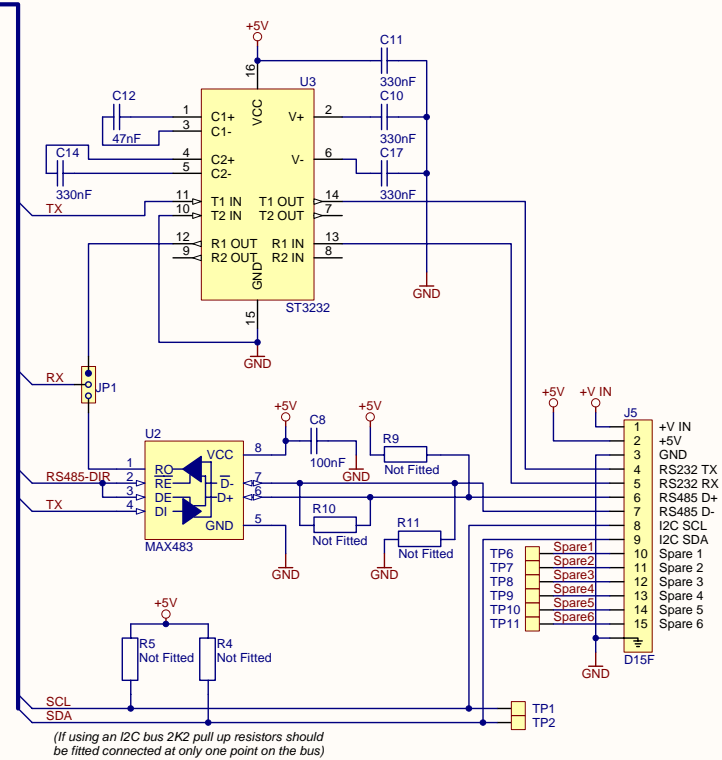 +5V
C11
330nF
16
U3
C12
47nF
1
3
C1+
C1-
VCC
V+
2
C10
330nF
C14
330nF
4
5
C2+
C2-
V-
6
C17
330nF
TX
11
10
T1 IN
T2 IN
T1 OUT
T2 OUT
14
7
12
9
R1 OUT
R2 OUT
R1 IN
R2 IN
13
8
GND
15
ST3232
GND
GND
RX
JP1
+5V
+5V
+5V
+V IN
J5
U2
C8
100nF
R9
Not Fitted
VCC
8
1
RO
RS485-DIR
2
RE
D-
7
3
DE
D+
6
TX
4
DI
GND
5
MAX483
GND
R10
Not Fitted
R11
Not Fitted
GND
GND
1 +V IN
2 +5V
3 GND
4 RS232 TX
5 RS232 RX
6 RS485 D+
7 RS485 D-
8 I2C SCL
9 I2C SDA
TP6 Spare1 10 Spare 1
TP7 Spare2 11 Spare 2
TP8 Spare3 12 Spare 3
TP9 Spare4 13 Spare 4
TP10 Spare5 14 Spare 5
TP11 Spare6 15 Spare 6
D15F
GND
+5V
R5
Not Fitted
R4
Not Fitted
SCL
SDA
TP1
TP2
(If using an I2C bus 2K2 pull up resistors should
be fitted connected at only one point on the bus)